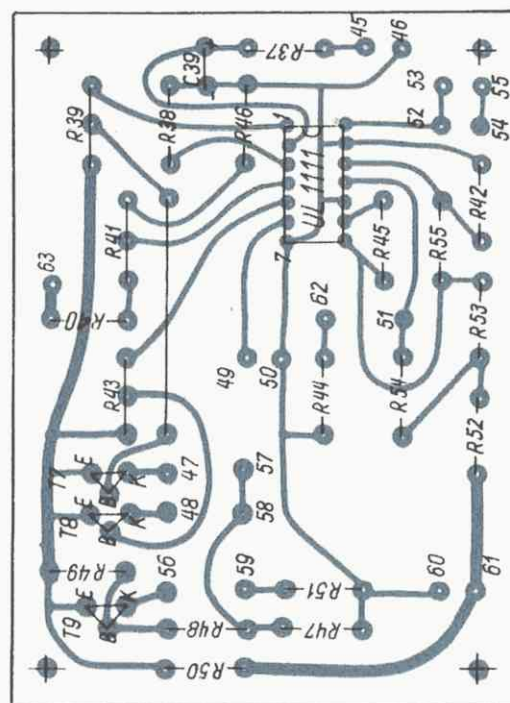 63
R49
T8
T7
R40
R39
T9
E
E
E
B
B
B
K
K
K
R43
R41
56
48
47
R50
R48
R38
C39
49
R46
59
58
57
50
1
7
UL 1111
R37
R51
R47
R44
62
45
R45
51
R54
46
60
R55
52
53
61
R52
R53
R42
54
55